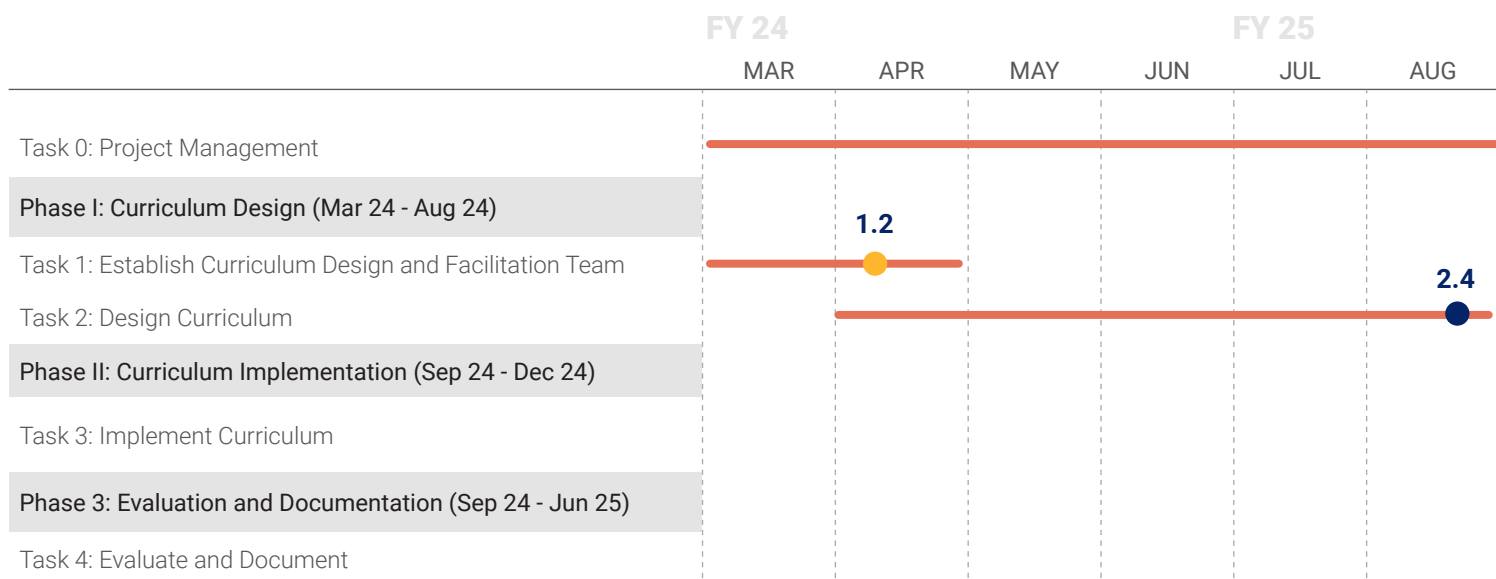 FY 24 FY 25
MAR APR MAY JUN JUL AUG
Task 0: Project Management
Phase I: Curriculum Design (Mar 24 - Aug 24)
1.2
Task 1: Establish Curriculum Design and Facilitation Team
2.4
Task 2: Design Curriculum
Phase II: Curriculum Implementation (Sep 24 - Dec 24)
Task 3: Implement Curriculum
Phase 3: Evaluation and Documentation (Sep 24 - Jun 25)
Task 4: Evaluate and Document